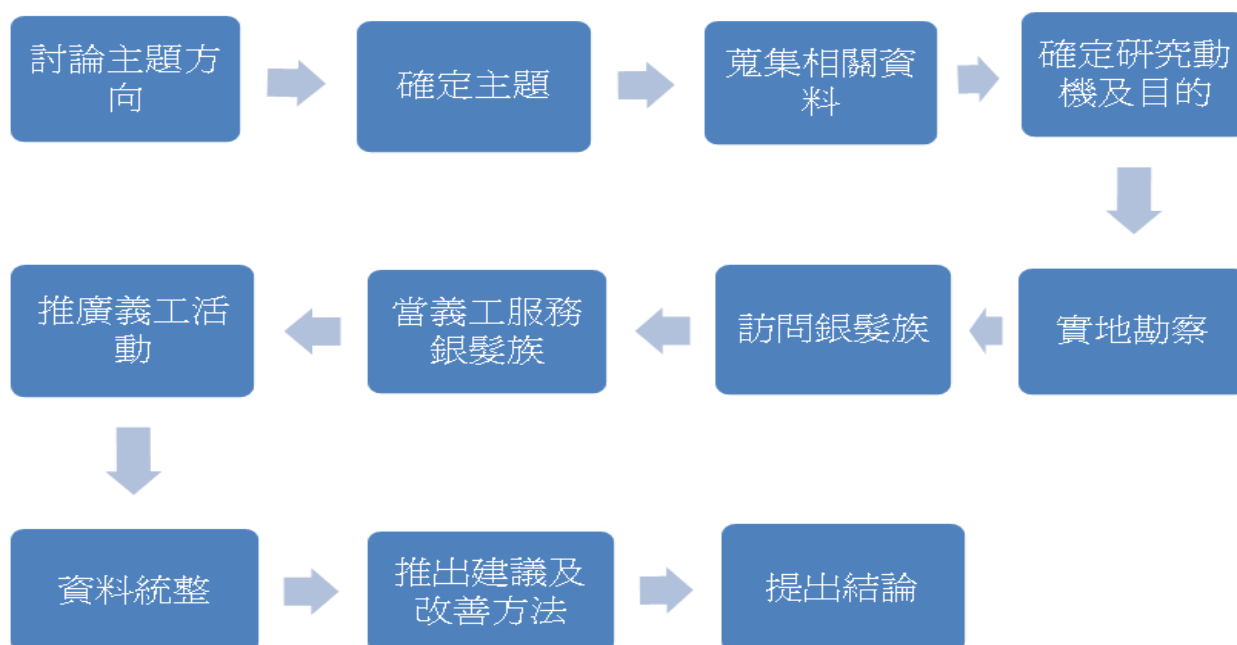 討論主題方
向
確定主題
蒐集相關資
料
確定研究動
機及目的
實地勘察
訪問銀髮族
當義工服務
銀髮族
推廣義工活
動
資料統整
推出建議及
改善方法
提出結論